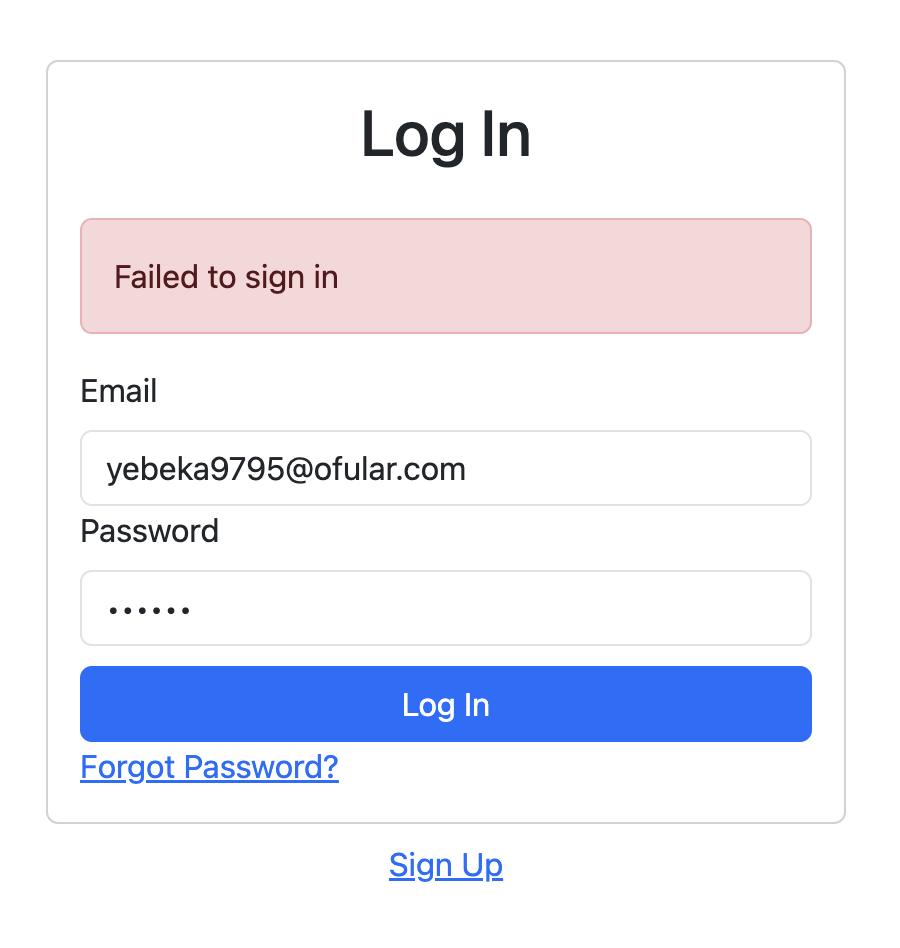 Log In
Failed to sign in
Email
yebeka9795@ofular.com
Password
••••••
Log In
Forgot Password?
Sign Up